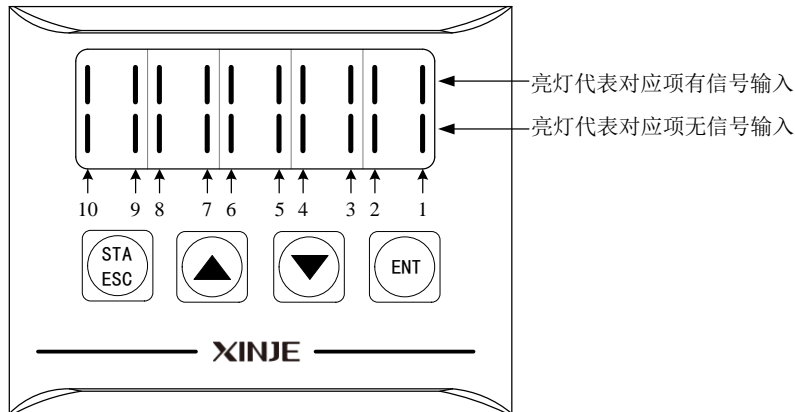 亮灯代表对应项有信号输入
亮灯代表对应项无信号输入
10 9 8 7 6 5 4 3 2 1
STA
ESC
ENT
XINJE